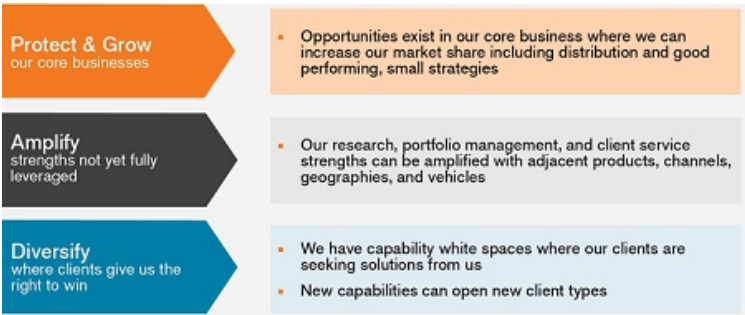 Protect & Grow
our core businesses
▪ Opportunities exist in our core business where we can
increase our market share including distribution and good
performing, small strategies
Amplify
strengths not yet fully
leveraged
▪ Our research, portfolio management, and client service
strengths can be amplified with adjacent products, channels,
geographies, and vehicles
Diversify
where clients give us the
right to win
▪ We have capability white spaces where our clients are
seeking solutions from us
▪ New capabilities can open new client types